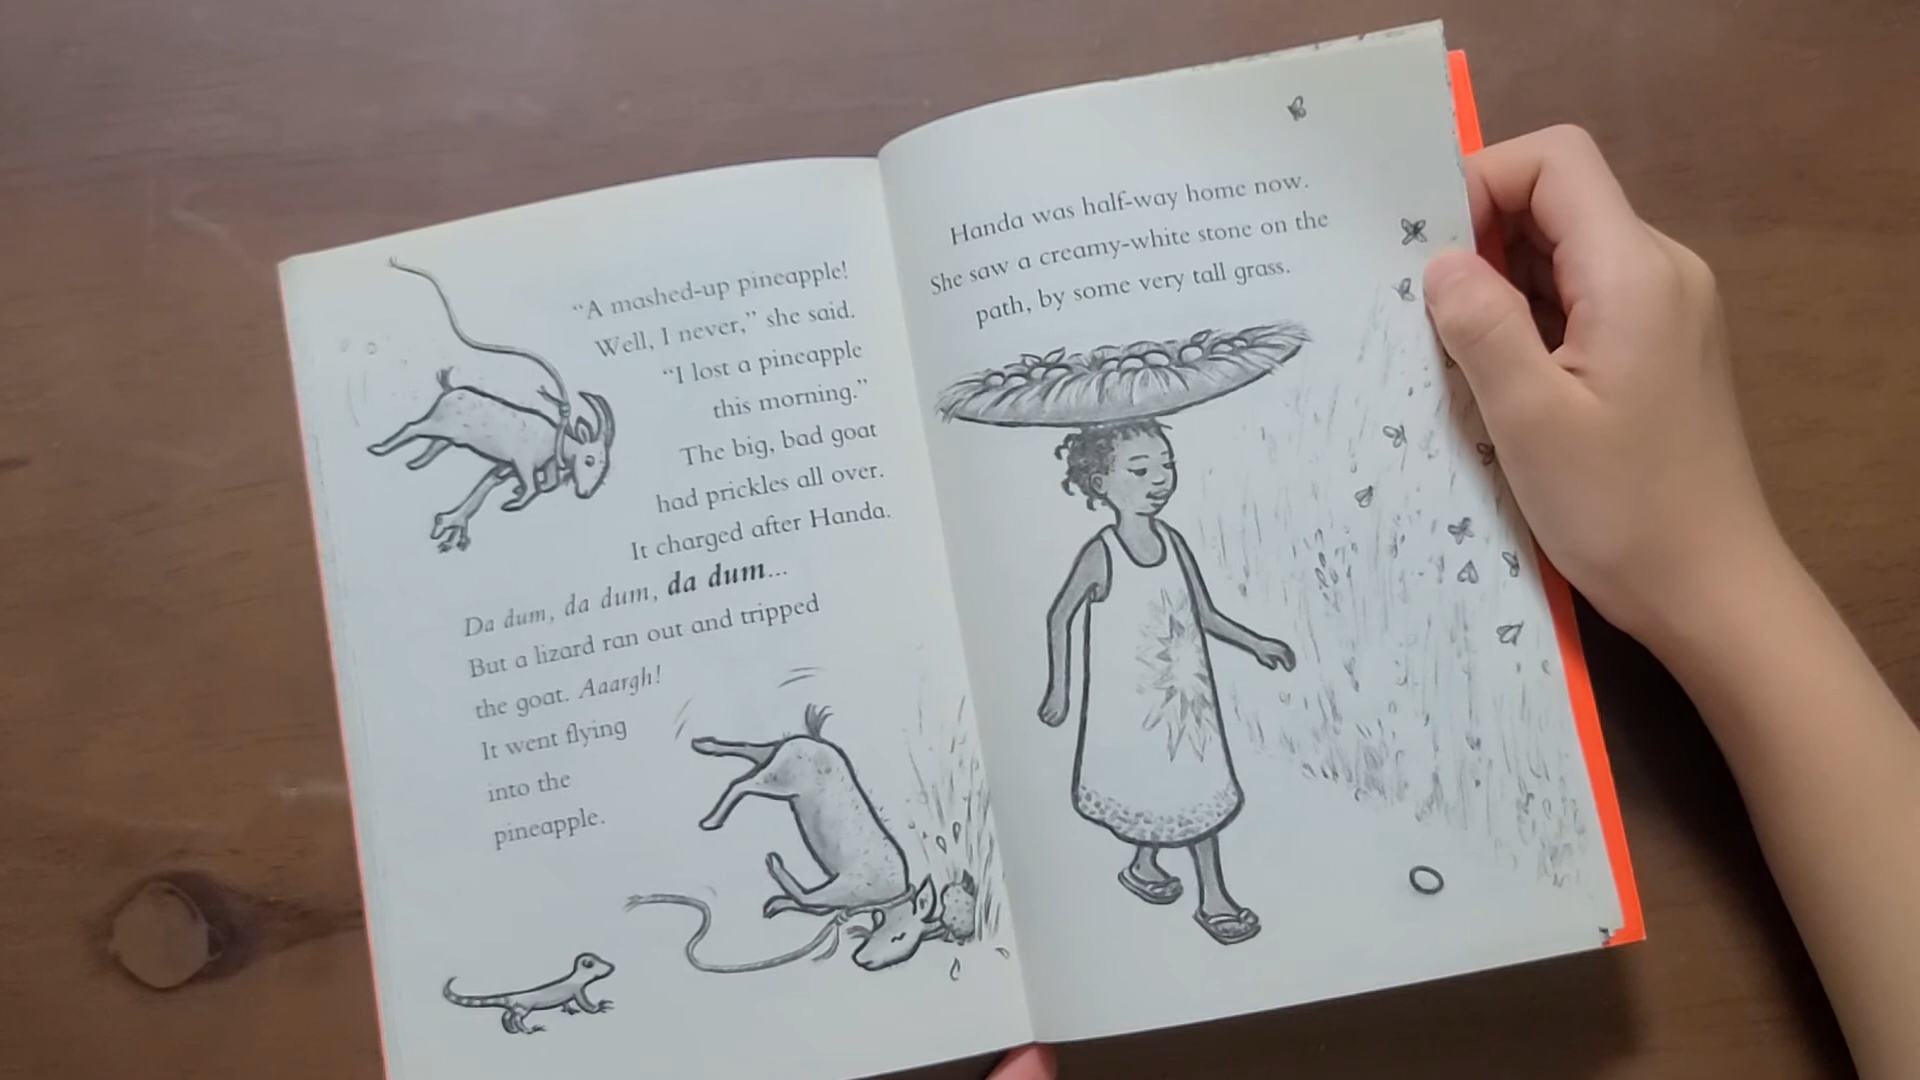 “A mashed-up pineapple!
Well, I never,” she said.
“I lost a pineapple
this morning.”
The big, bad goat
had prickles all over.
It charged after Handa.
Da dum, da dum, da dum...
But a lizard ran out and tripped
the goat. Aaargh!
It went flying
into the
pineapple.
Handa was half-way home now.
She saw a creamy-white stone on the
path, by some very tall grass.